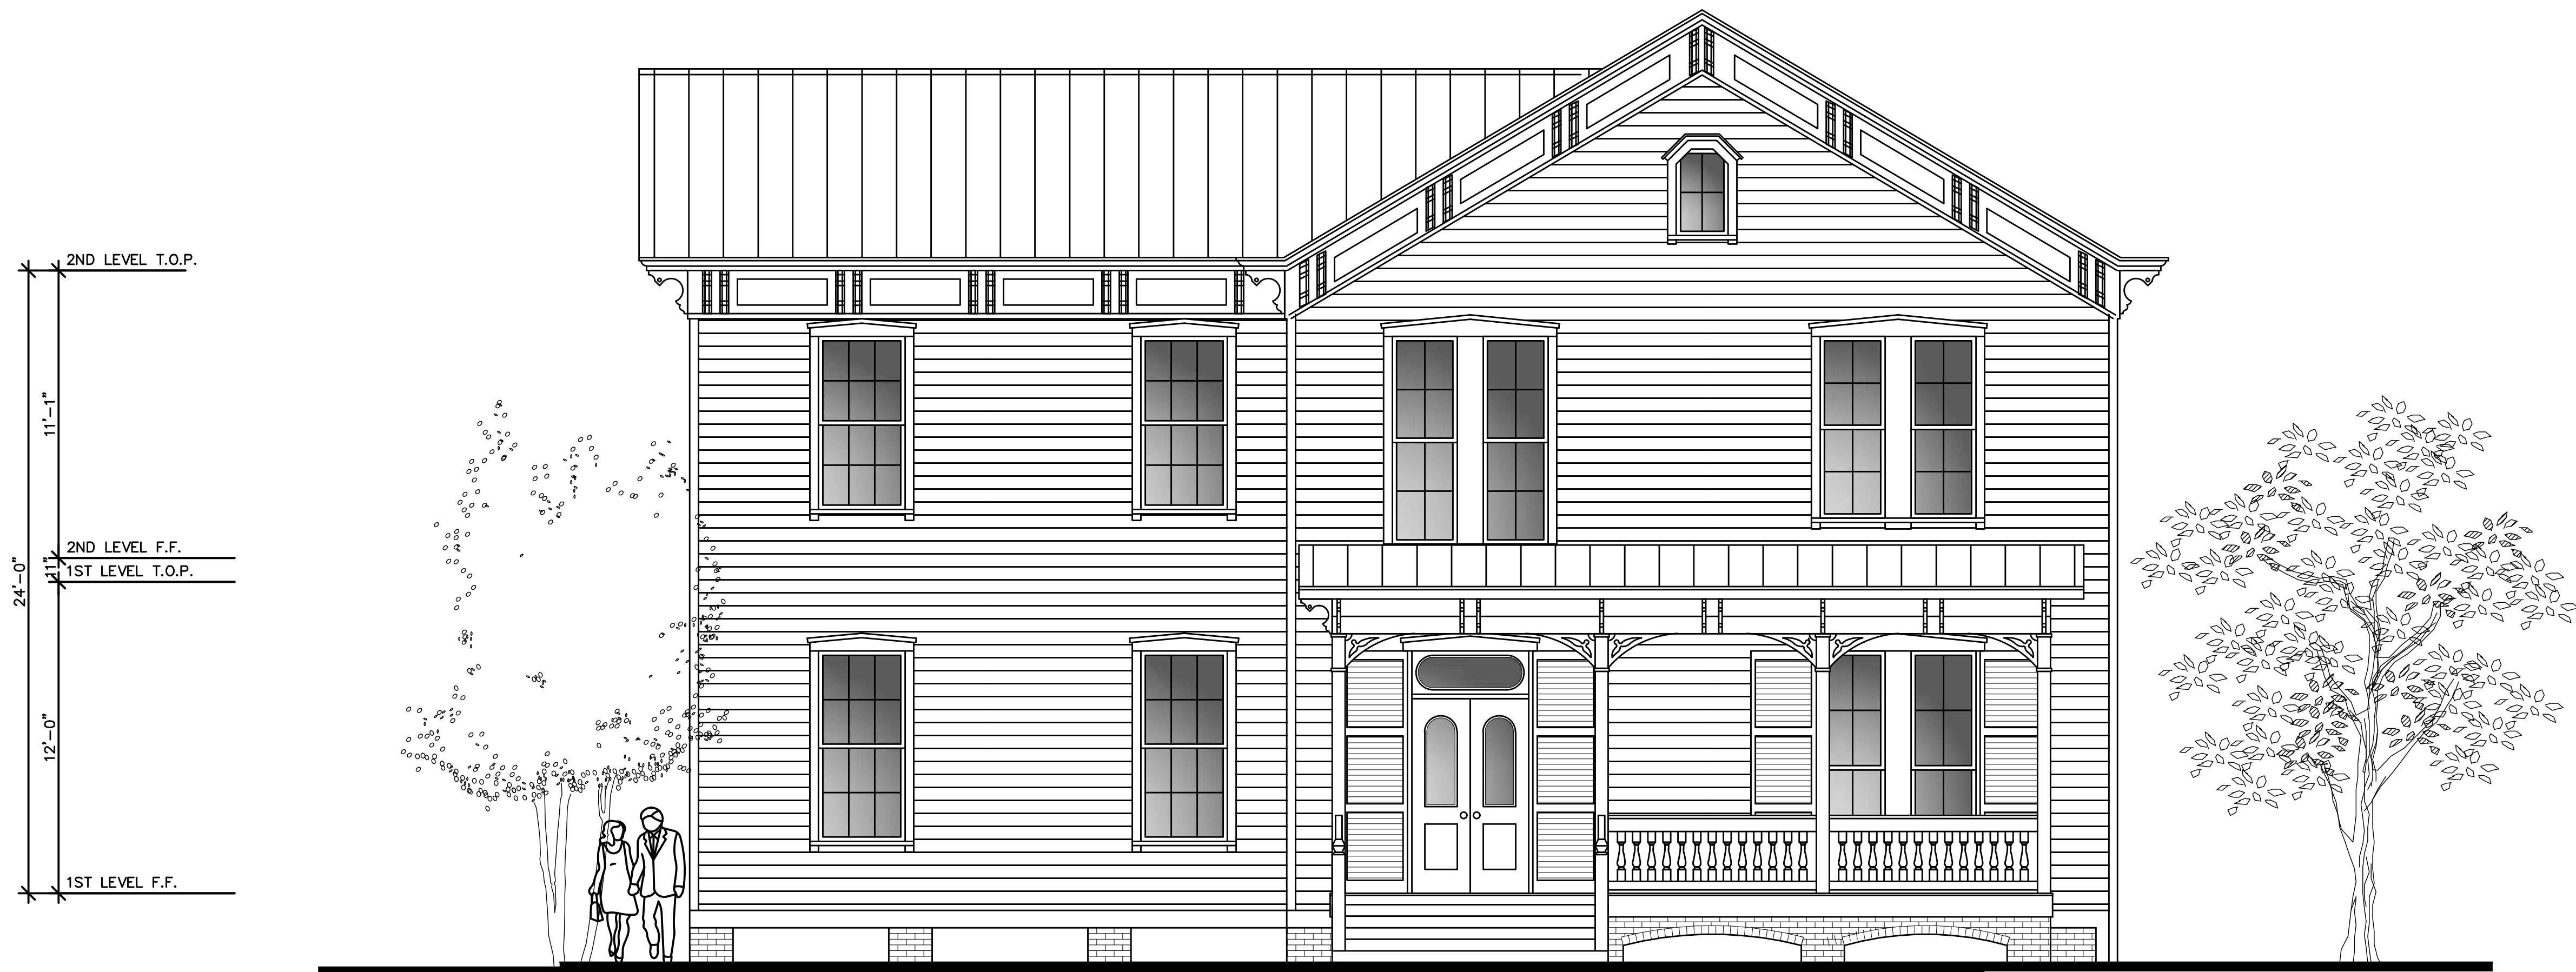 2ND LEVEL T.O.P.
11'-1"
2ND LEVEL F.F.
11"
1ST LEVEL T.O.P.
24'-0"
12'-0"
1ST LEVEL F.F.